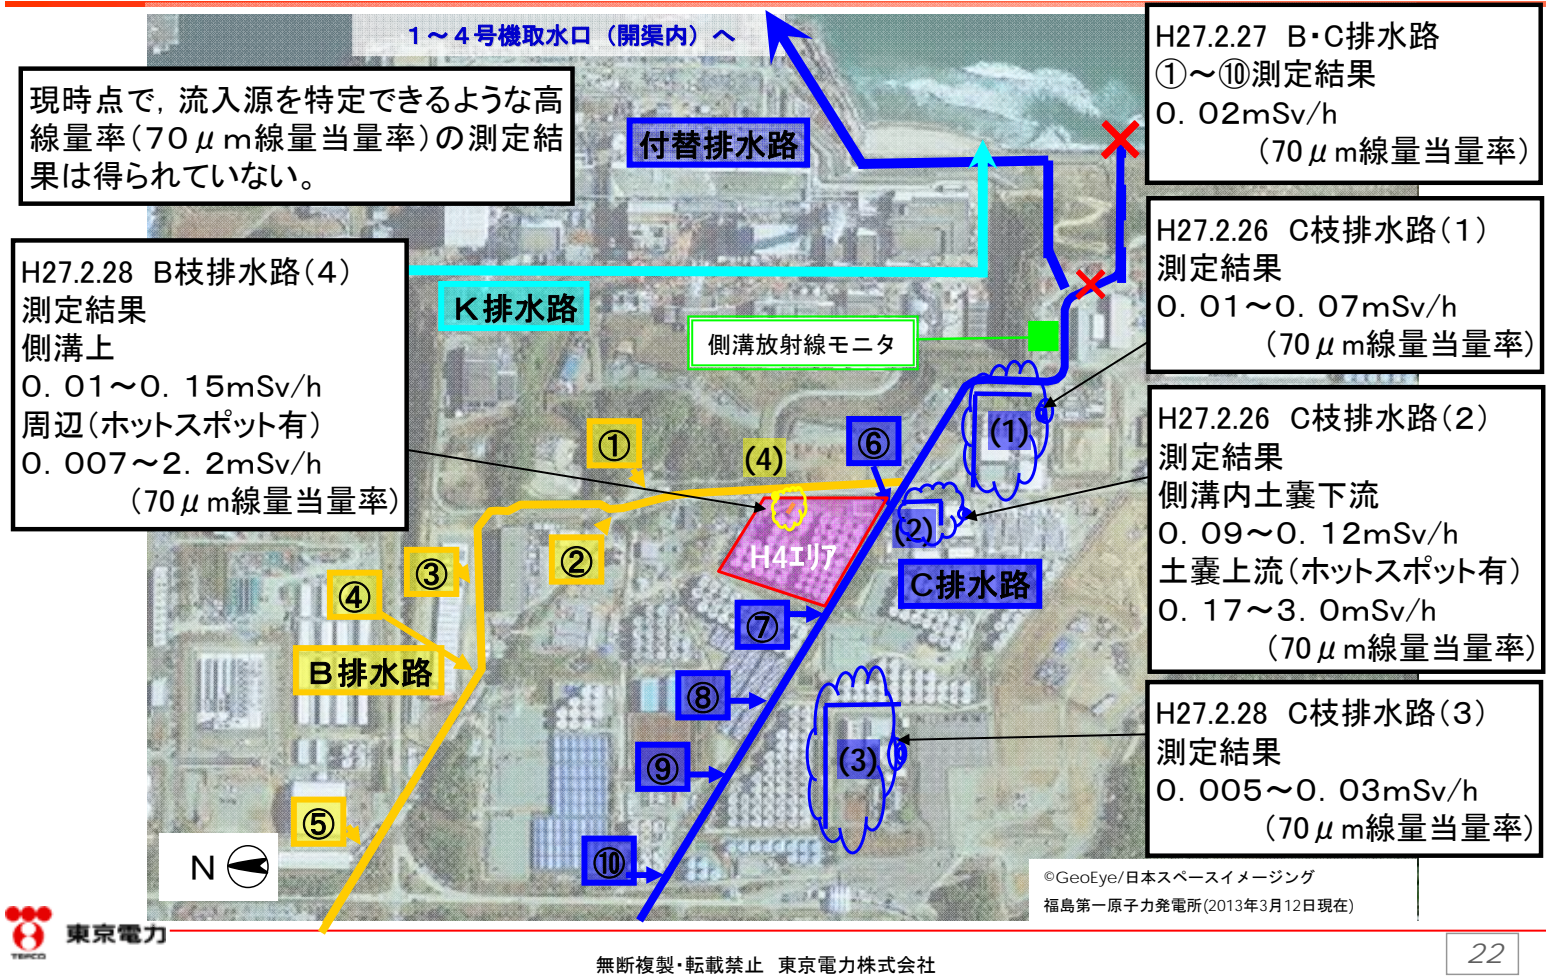 1～4号機取水口（開渠内）へ
現時点で，流入源を特定できるような高
線量率(70μm線量当量率)の測定結
果は得られていない。
付替排水路
H27.2.27 B・C排水路
①～⑩測定結果
0．02mSv/h
(70μm線量当量率)
H27.2.26 C枝排水路(1)
測定結果
0．01～0．07mSv/h
(70μm線量当量率)
H27.2.28 B枝排水路(4)
測定結果
側溝上
0．01～0．15mSv/h
周辺(ホットスポット有)
0．007～2．2mSv/h
(70μm線量当量率)
K排水路
側溝放射線モニタ
H27.2.26 C枝排水路(2)
測定結果
側溝内土嚢下流
0．09～0．12mSv/h
土嚢上流(ホットスポット有)
0．17～3．0mSv/h
(70μm線量当量率)
①
(4)
⑥
(1)
②
③
④
H4エリア
(2)
C排水路
⑦
B排水路
⑧
⑨
(3)
⑤
⑩
H27.2.28 C枝排水路(3)
測定結果
0．005～0．03mSv/h
(70μm線量当量率)
N
©GeoEye/日本スペースイメージング
福島第一原子力発電所(2013年3月12日現在)
TEPCO
東京電力
無断複製・転載禁止 東京電力株式会社
22